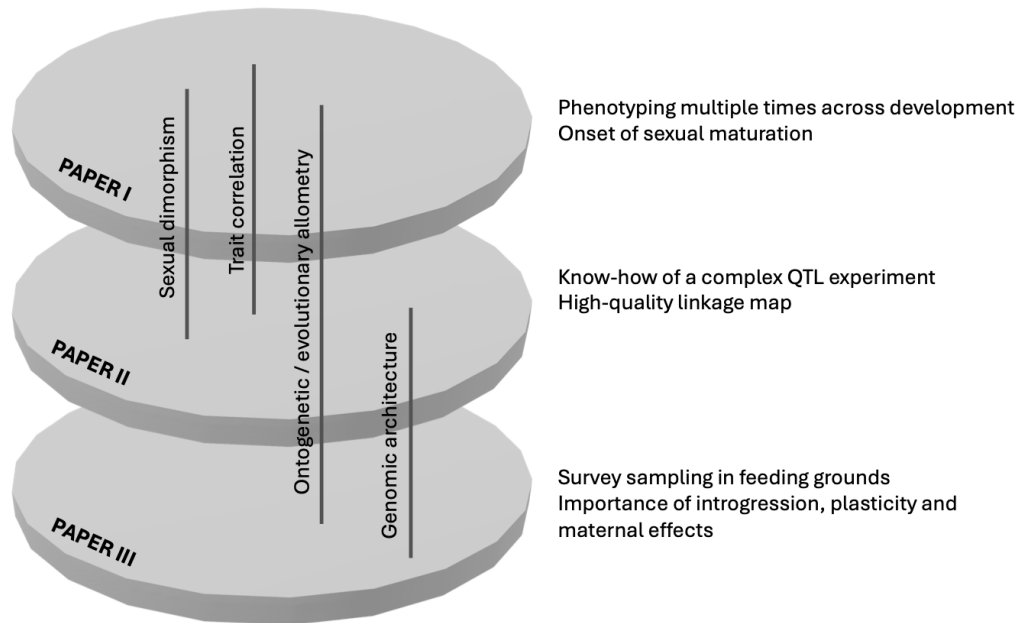 PAPER I
Sexual dimorphism
Trait correlation
Ontogenetic / evolutionary allometry
Phenotyping multiple times across development
Onset of sexual maturation
PAPER II
Genomic architecture
Know-how of a complex QTL experiment
High-quality linkage map
PAPER III
Survey sampling in feeding grounds
Importance of introgression, plasticity and
maternal effects